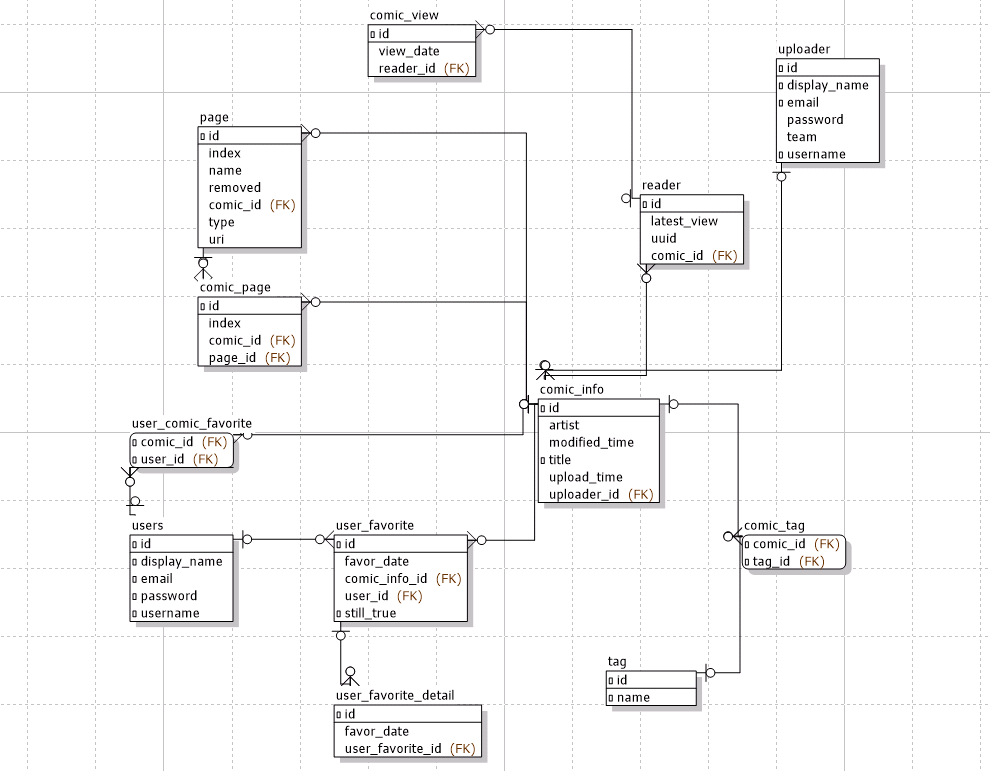 comic_view
id
view_date
reader_id (FK)
uploader
id
display_name
email
password
team
username
page
id
index
name
removed
comic_id (FK)
type
uri
reader
id
latest_view
uuid
comic_id (FK)
comic_page
id
index
comic_id (FK)
page_id (FK)
comic_info
id
artist
modified_time
title
upload_time
uploader_id (FK)
user_comic_favorite
comic_id (FK)
user_id (FK)
users
id
display_name
email
password
username
user_favorite
id
favor_date
comic_info_id (FK)
user_id (FK)
still_true
comic_tag
comic_id (FK)
tag_id (FK)
tag
id
name
user_favorite_detail
id
favor_date
user_favorite_id (FK)